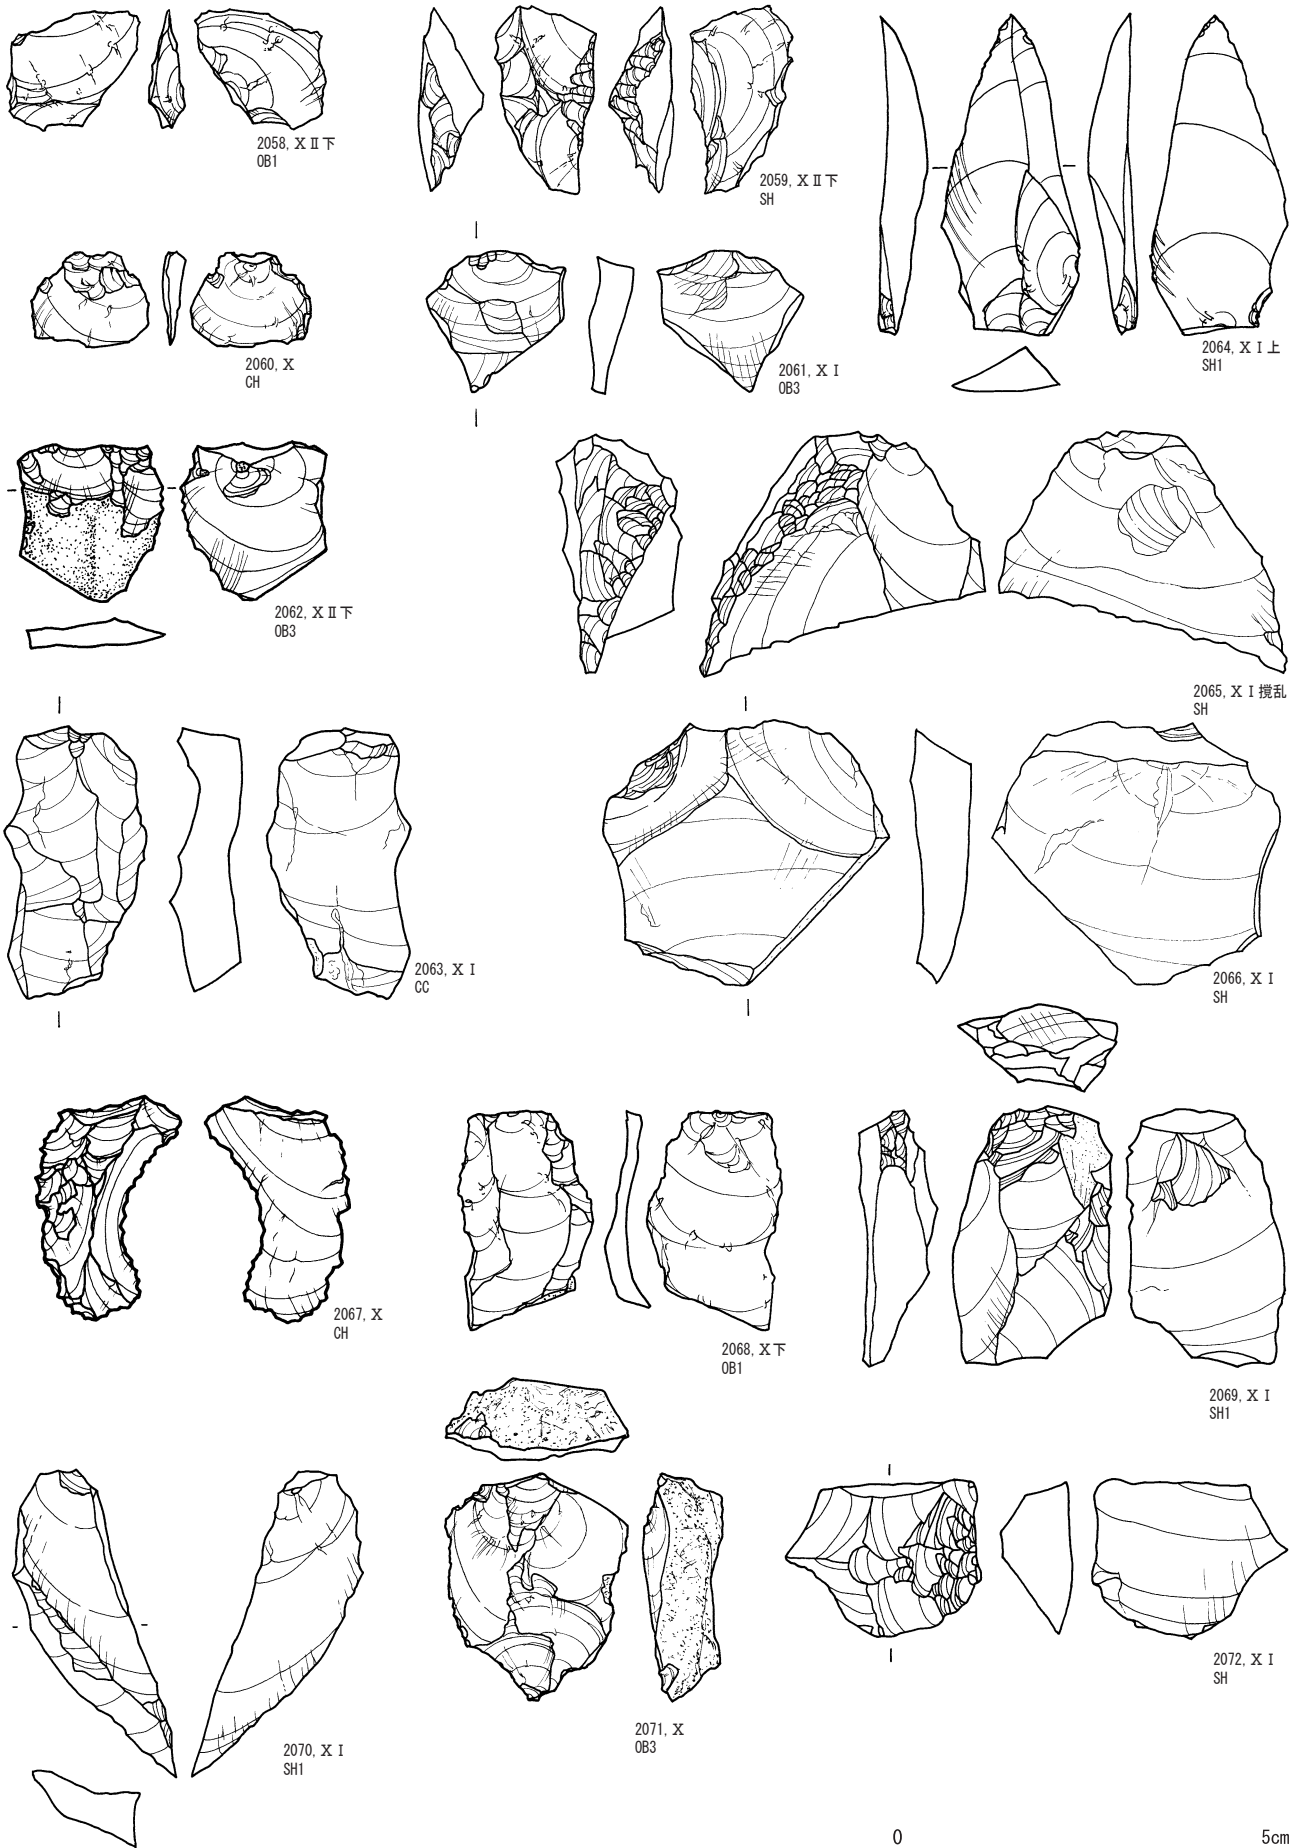 2058, ⅩⅡ下
OB1
2059, ⅩⅡ下
SH
2060, Ⅹ
CH
2061, ⅩⅠ
OB3
2064, ⅩⅠ上
SH1
2062, ⅩⅡ下
OB3
2065, ⅩⅠ撹乱
SH
2063, ⅩⅠ
CC
2066, ⅩⅠ
SH
2067, Ⅹ
CH
2068, Ⅹ下
OB1
2069, ⅩⅠ
SH1
2070, ⅩⅠ
SH1
2071, Ⅹ
OB3
2072, ⅩⅠ
SH
0 5cm